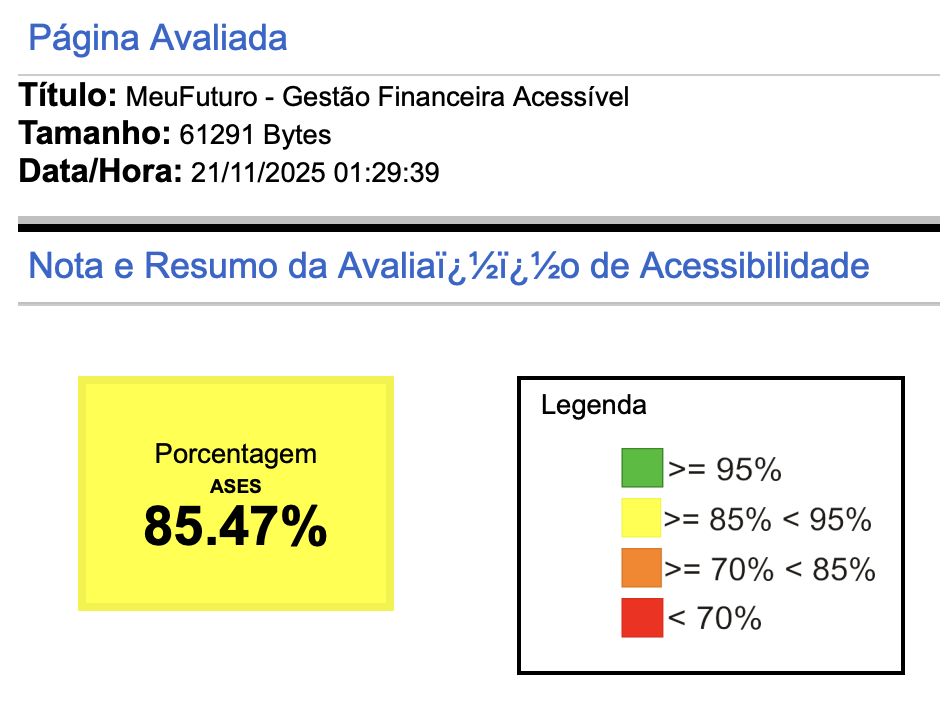 Página Avaliada
Título: MeuFuturo - Gestão Financeira Acessível
Tamanho: 61291 Bytes
Data/Hora: 21/11/2025 01:29:39
Nota e Resumo da Avaliaï¿½ï¿½o de Acessibilidade
Porcentagem
ASES
85.47%
Legenda
>= 95%
>= 85% < 95%
>= 70% < 85%
< 70%